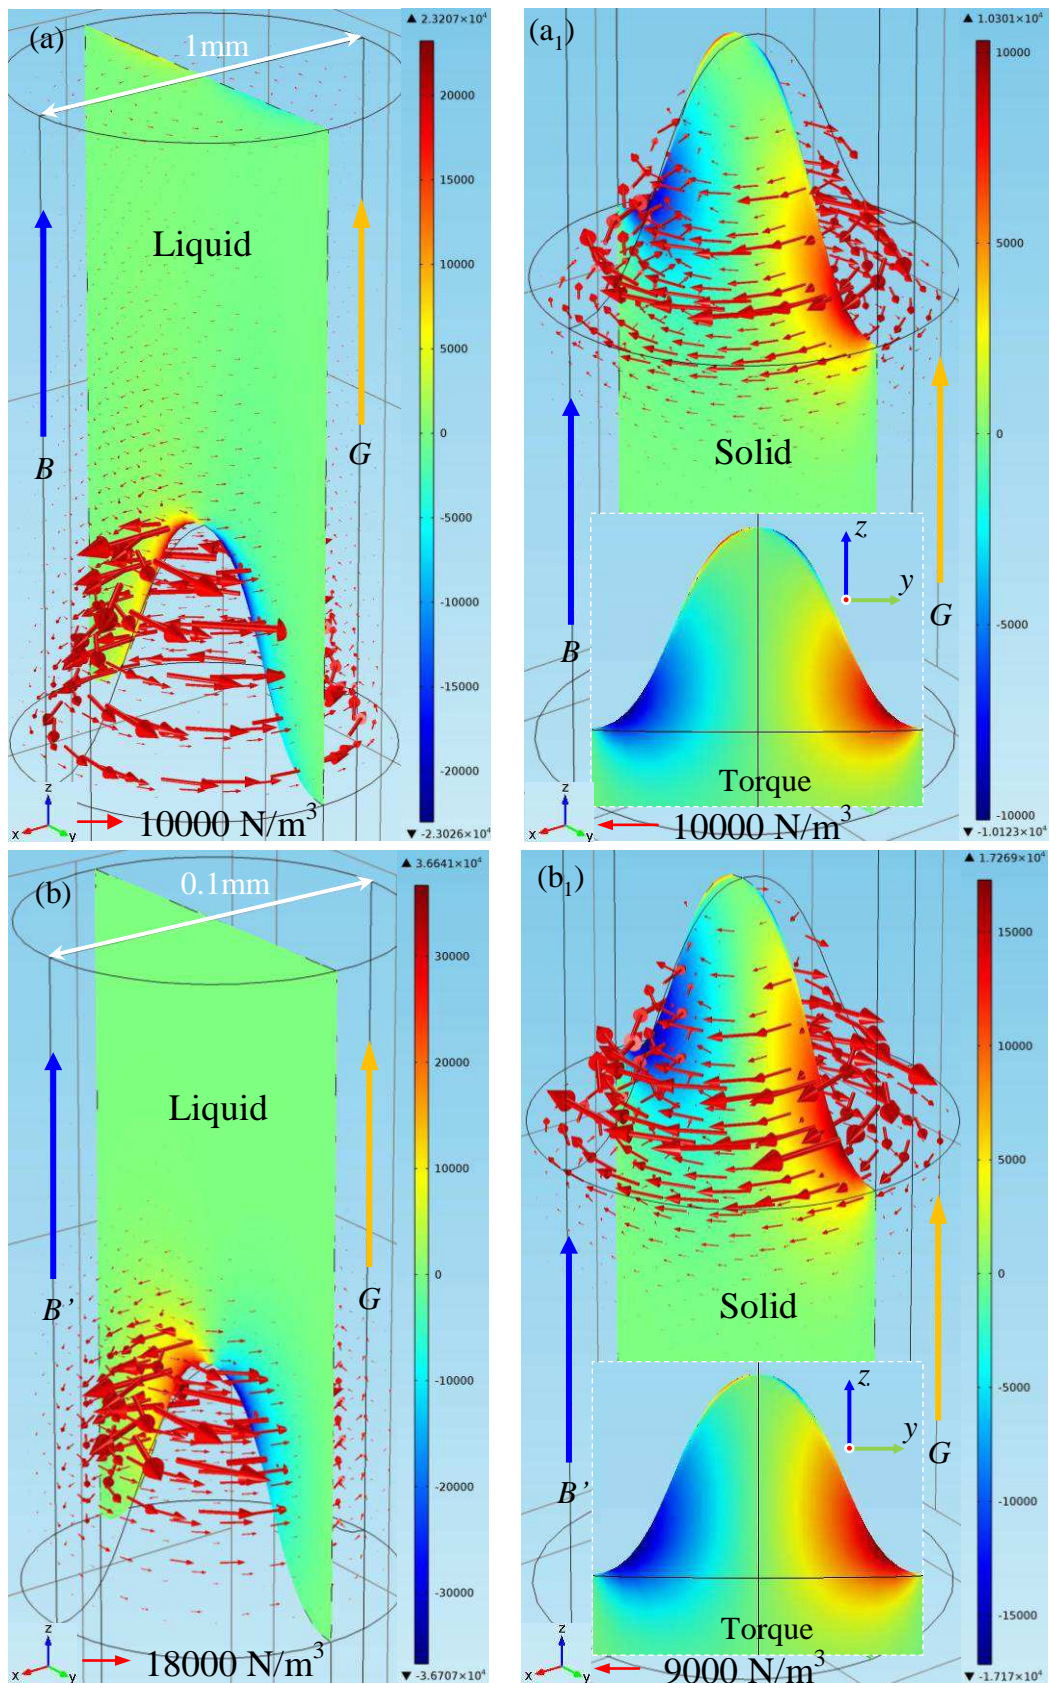 (a)
1mm
▲ 2.3207×10⁴
20000
15000
10000
5000
0
-5000
-10000
-15000
-20000
▼ -2.3026×10⁴
Liquid
B
G
z
x
y
10000 N/m³
(a₁)
▲ 1.0301×10⁴
10000
5000
0
-5000
-10000
▼ -1.0123×10⁴
Solid
B
G
z
y
Torque
z
x
y
10000 N/m³
(b)
0.1mm
▲ 3.6641×10⁴
30000
20000
10000
0
-10000
-20000
-30000
▼ -3.6707×10⁴
Liquid
B’
G
z
x
y
18000 N/m³
(b₁)
▲ 1.7269×10⁴
15000
10000
5000
0
-5000
-10000
-15000
▼ -1.717×10⁴
Solid
B’
G
z
y
Torque
z
x
y
9000 N/m³